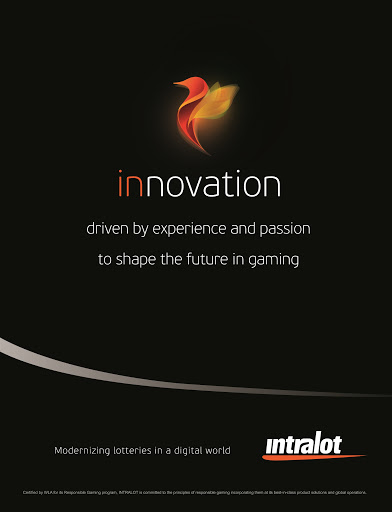 innovation
driven by experience and passion
to shape the future in gaming
Modernizing lotteries in a digital world
intralot
Certified by WLA for its Responsible Gaming program, INTRALOT is committed to the principles of responsible gaming incorporating them at its best-in-class product solutions and global operations.